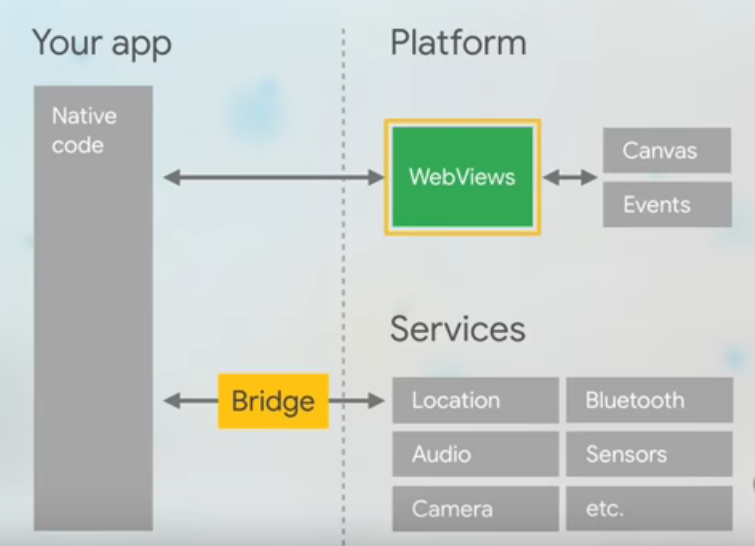 Your app
Platform
Native
code
WebViews
Canvas
Events
Services
Bridge
Location
Bluetooth
Audio
Sensors
Camera
etc.